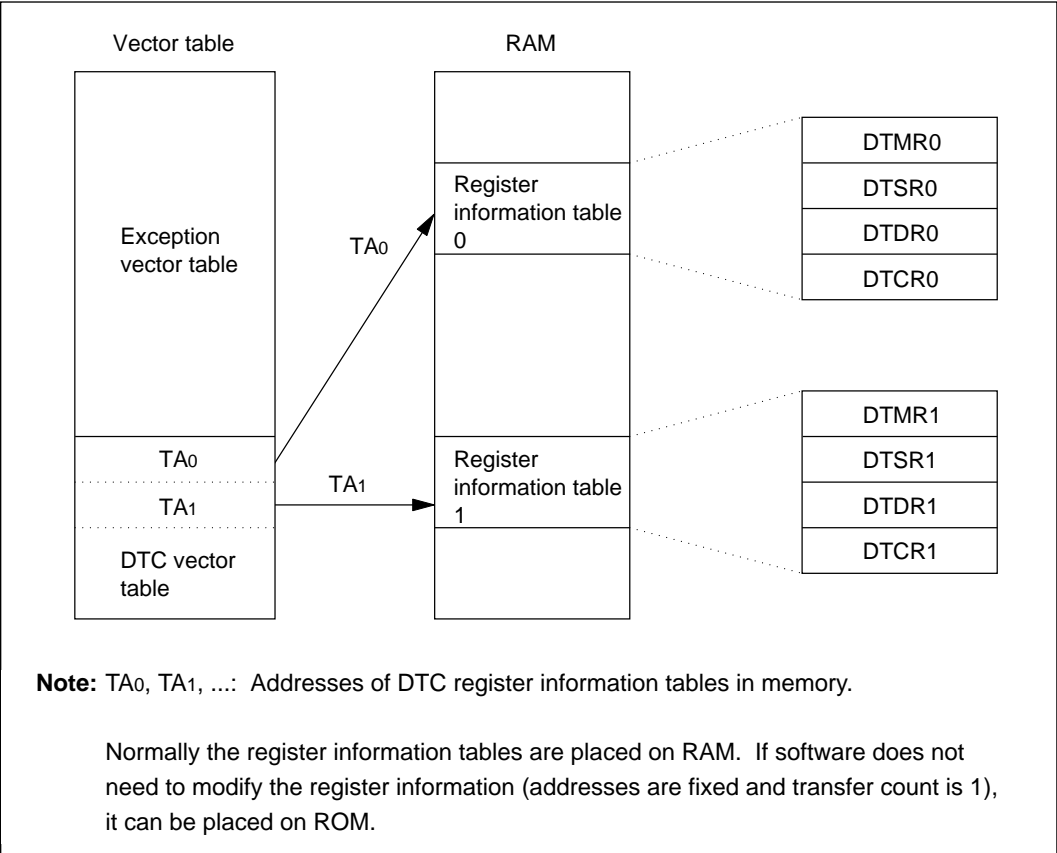 Vector table
RAM
Exception
vector table
TA0
TA1
DTC vector
table
TA0
TA1
Register
information table
0
Register
information table
1
DTMR0
DTSR0
DTDR0
DTCR0
DTMR1
DTSR1
DTDR1
DTCR1
Note: TA0, TA1, ...: Addresses of DTC register information tables in memory.
Normally the register information tables are placed on RAM. If software does not
need to modify the register information (addresses are fixed and transfer count is 1),
it can be placed on ROM.